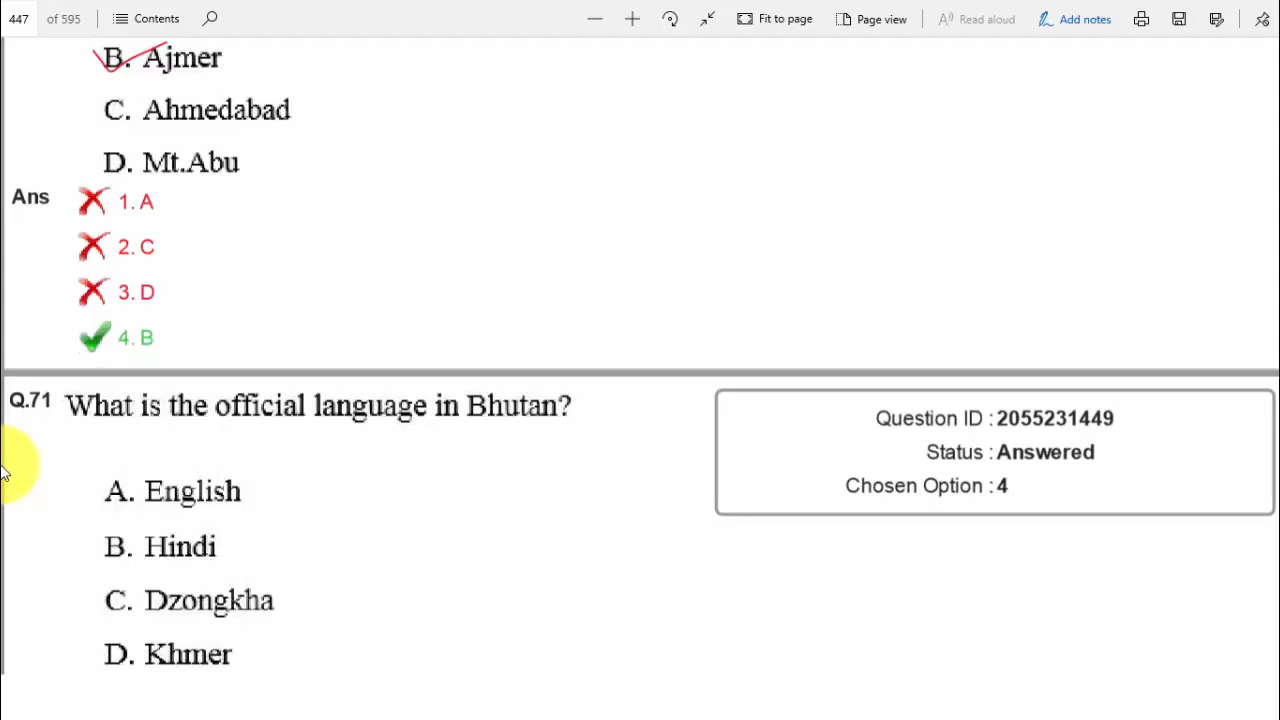 447 of 595 Contents Fit to page Page view Read aloud Add notes
B. Ajmer
C. Ahmedabad
D. Mt.Abu
Ans
1. A
2. C
3. D
4. B
Q.71 What is the official language in Bhutan?
A. English
B. Hindi
C. Dzongkha
D. Khmer
Question ID : 2055231449
Status : Answered
Chosen Option : 4